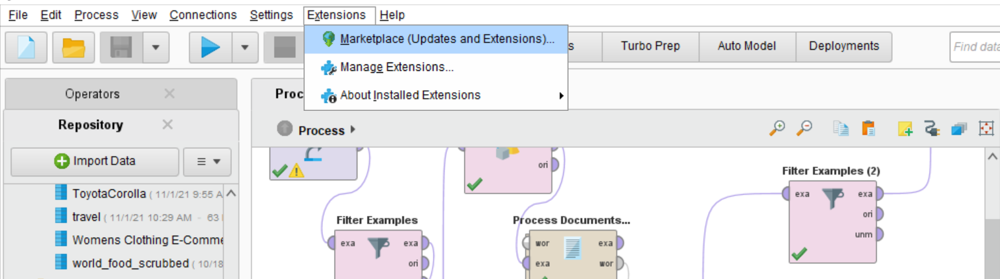 File Edit Process View Connections Settings Extensions Help
Marketplace (Updates and Extensions)...
Manage Extensions...
About Installed Extensions
s Turbo Prep Auto Model Deployments
Find data
Operators
Repository
Import Data
ToyotaCorolla ( 11/1/21 9:55 A
travel ( 11/1/21 10:29 AM - 63
Womens Clothing E-Comme
world_food_scrubbed ( 10/18
Proc
Process
ori
Filter Examples (2)
exa exa
ori
unm
Filter Examples
exa exa
ori
Process Documents...
wor exa
exa wor